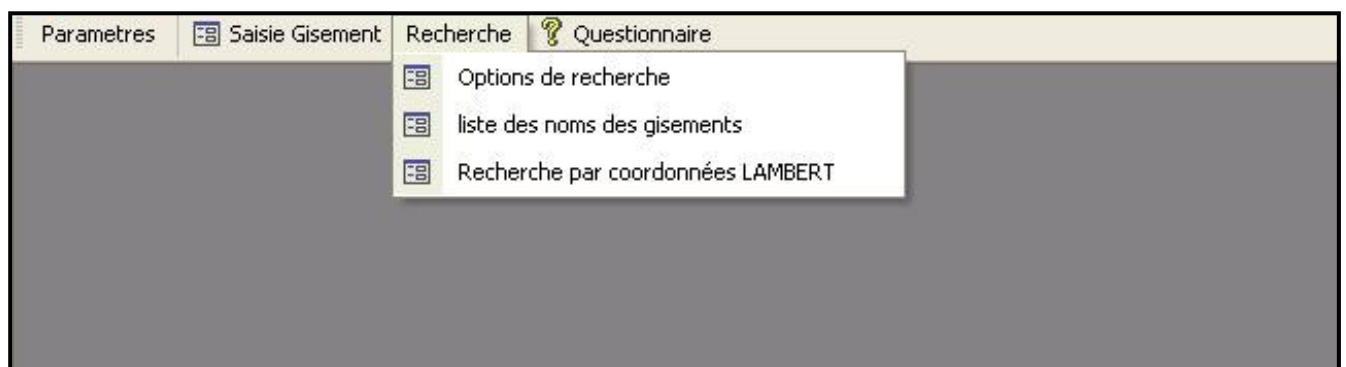 Parametres Saisie Gisement Recherche Questionnaire
Options de recherche
liste des noms des gisements
Recherche par coordonnées LAMBERT